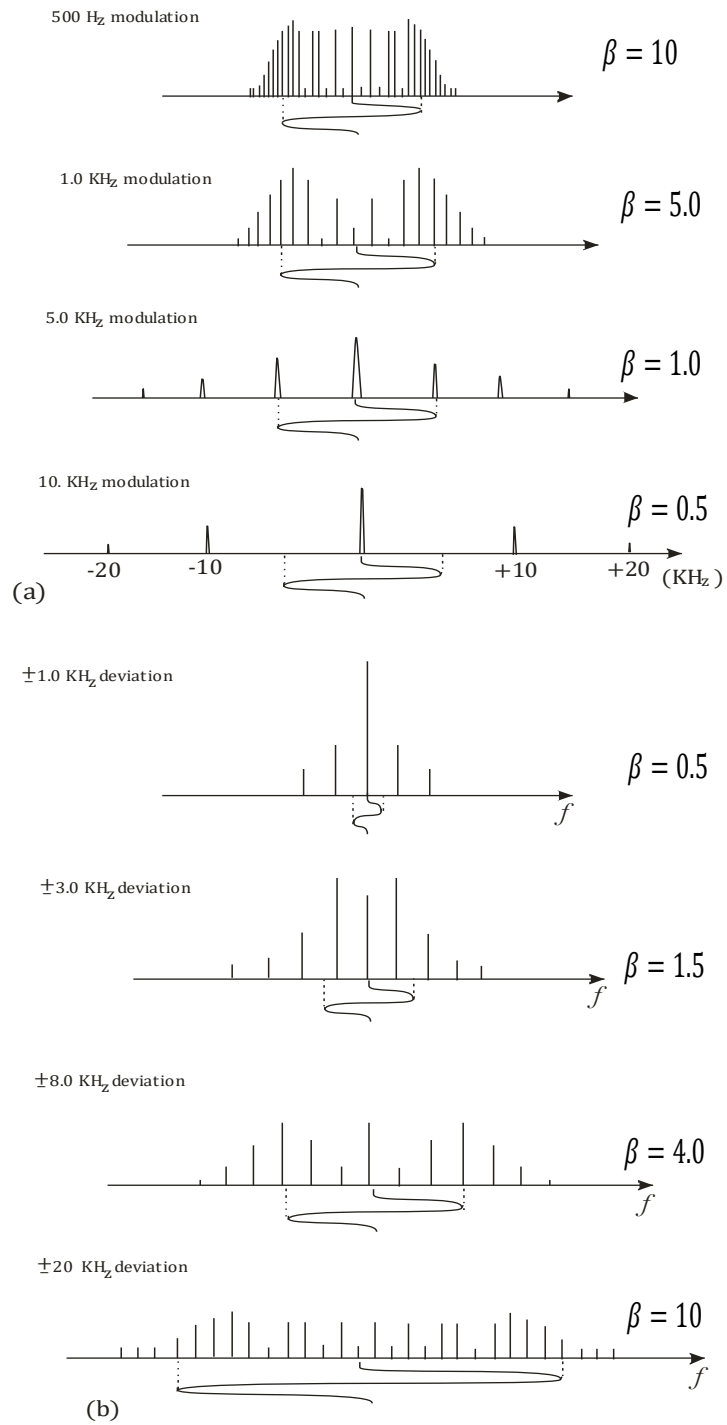 500 Hz modulation
β = 10
1.0 KHz modulation
β = 5.0
5.0 KHz modulation
β = 1.0
10. KHz modulation
β = 0.5
-20 -10 +10 +20 (KHz)
(a)
±1.0 KHz deviation
β = 0.5
f
±3.0 KHz deviation
β = 1.5
f
±8.0 KHz deviation
β = 4.0
f
±20 KHz deviation
β = 10
f
(b)